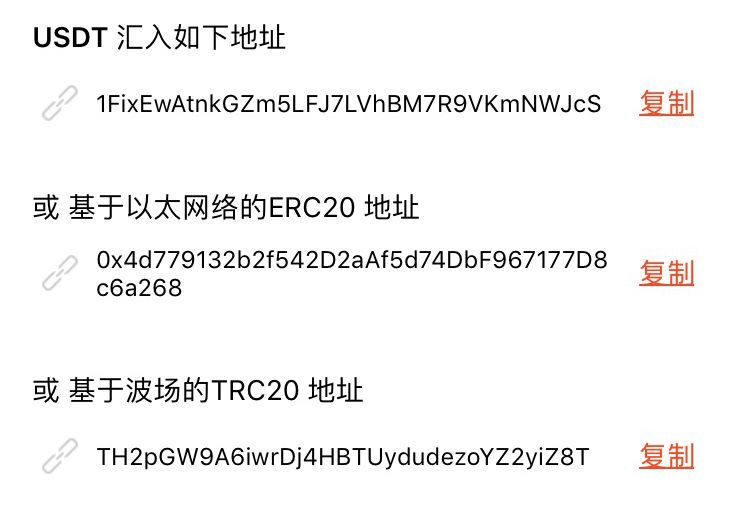 USDT 汇入如下地址
1FixEwAtnkGZm5LFJ7LVhBM7R9VKmNWJcS 复制
或 基于以太网络的ERC20 地址
0x4d779132b2f542D2aAf5d74DbF967177D8
c6a268 复制
或 基于波场的TRC20 地址
TH2pGW9A6iwrDj4HBTUydudezoYZ2yiZ8T 复制